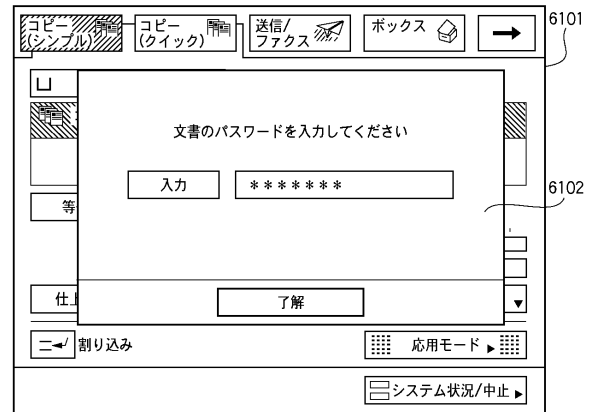 コピー
(シンプル)
コピー
(クイック)
送信/
ファクス
ボックス
6101
文書のパスワードを入力してください
入力
*******
6102
等
仕上
了解
割り込み
応用モード
システム状況/中止